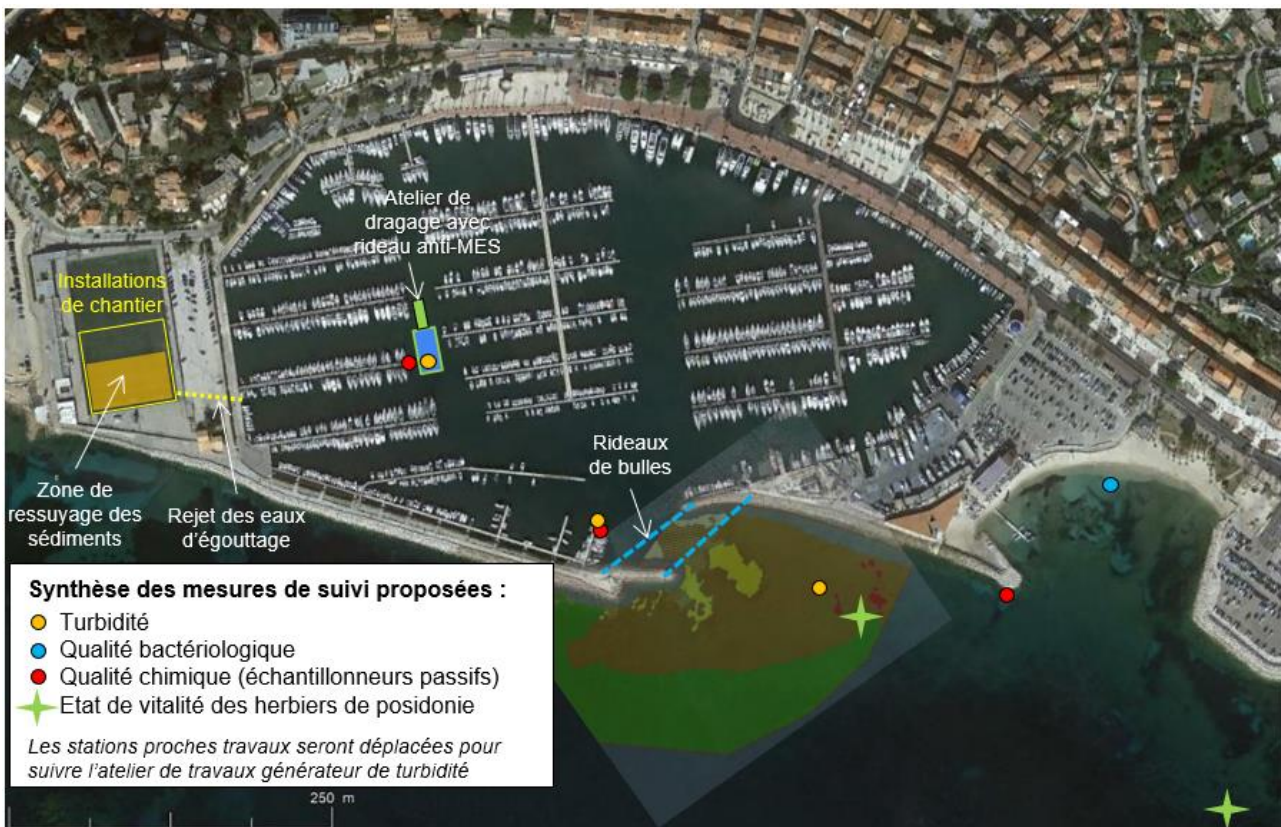 Atelier de
dragage avec
rideau anti-MES
Installations
de chantier
Rideaux
de bulles
Zone de
ressuyage des
sédiments
Rejet des eaux
d'égouttage
Synthèse des mesures de suivi proposées :
Turbidité
Qualité bactériologique
Qualité chimique (échantillonneurs passifs)
Etat de vitalité des herbiers de posidonie
Les stations proches travaux seront déplacées pour
suivre l'atelier de travaux générateur de turbidité
250 m